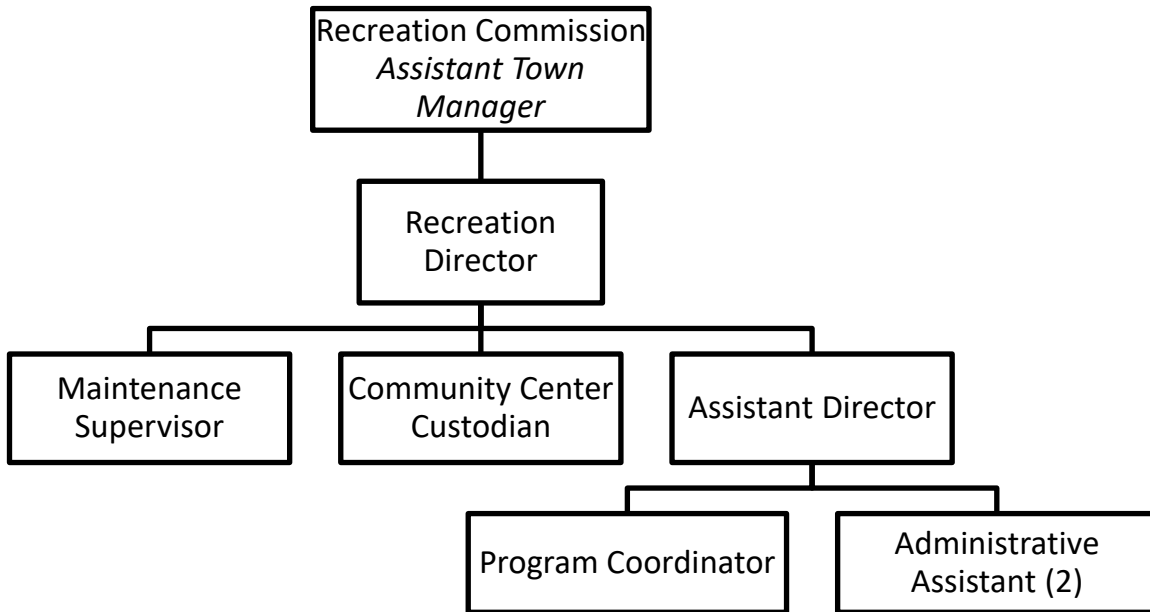 Recreation Commission
Assistant Town
Manager
Recreation
Director
Maintenance
Supervisor
Community Center
Custodian
Assistant Director
Program Coordinator
Administrative
Assistant (2)